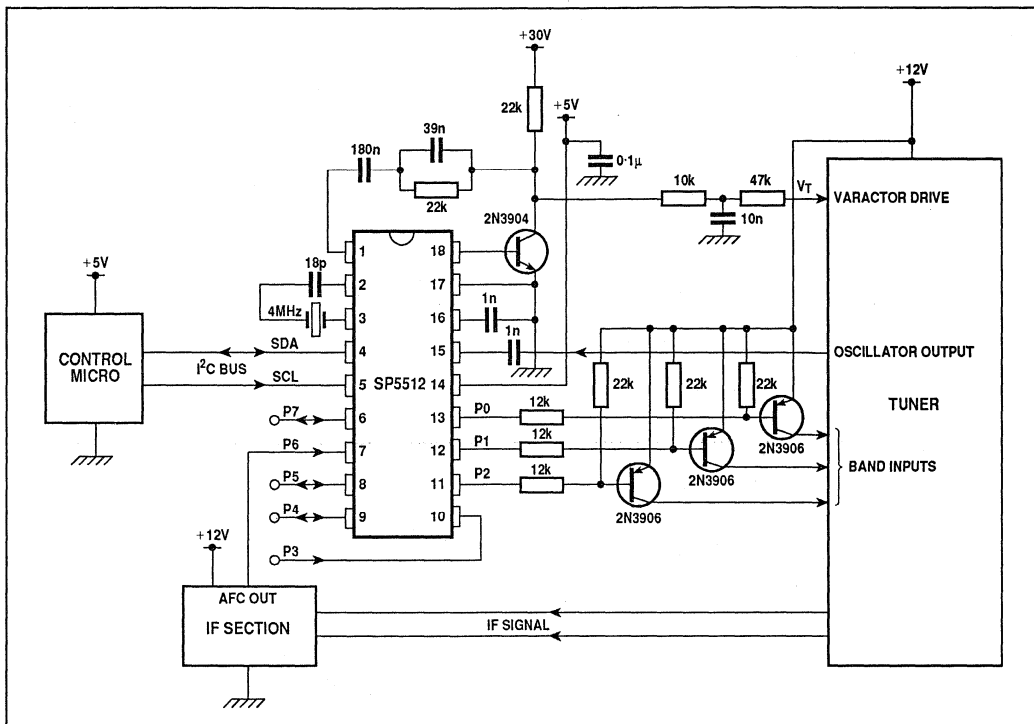 +30V
+12V
22k
+5V
39n
180n
0·1µ
22k
10k
47k
VT
VARACTOR DRIVE
10n
2N3904
1
18
18p
2
17
+5V
4MHz
3
16
1n
1n
CONTROL
MICRO
SDA
I2C BUS
4
15
OSCILLATOR OUTPUT
SCL
5
SP5512
14
22k
22k
22k
TUNER
P7
6
13
P0
12k
2N3906
P6
7
12
P1
12k
BAND INPUTS
2N3906
P5
8
11
P2
12k
P4
9
10
2N3906
+12V
P3
AFC OUT
IF SECTION
IF SIGNAL